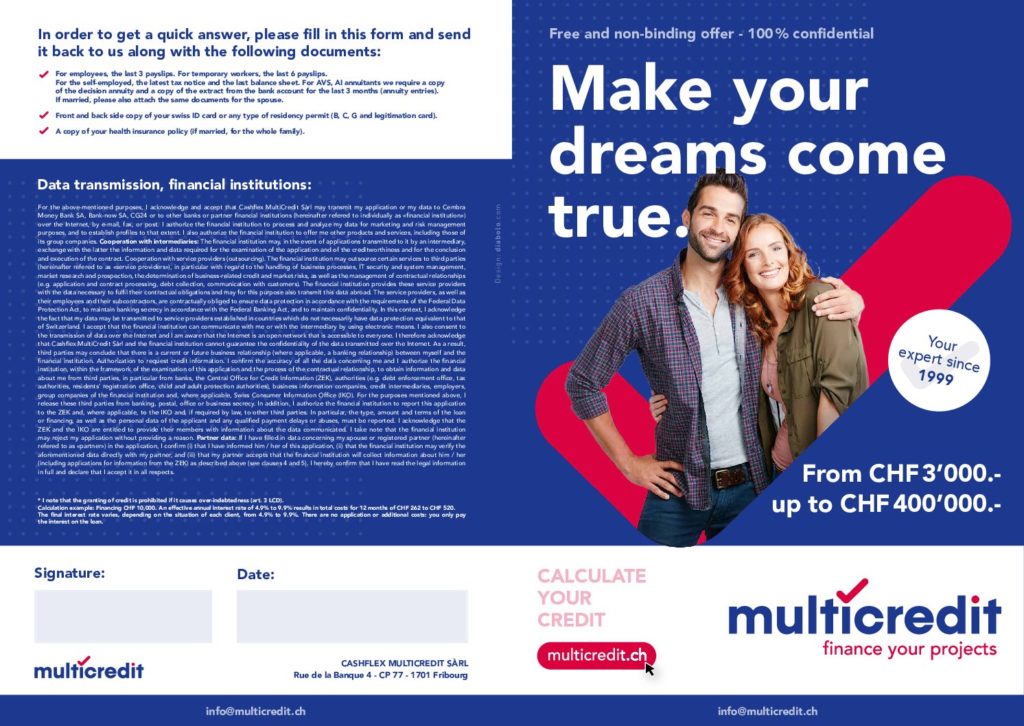 In order to get a quick answer, please fill in this form and send
it back to us along with the following documents:
For employees, the last 3 payslips. For temporary workers, the last 6 payslips.
For the self-employed, the latest tax notice and the last balance sheet. For AVS, AI annuitants we require a copy
of the decision annuity and a copy of the extract from the bank account for the last 3 months (annuity entries).
If married, please also attach the same documents for the spouse.
Front and back side copy of your swiss ID card or any type of residency permit (B, C, G and legitimation card).
A copy of your health insurance policy (if married, for the whole family).
Data transmission, financial institutions:
For the above-mentioned purposes, I acknowledge and accept that Cashflex MultiCredit Sàrl may transmit my application or my data to Cembra
Money Bank SA, Bank-now SA, CG24 or to other banks or partner financial institutions (hereinafter refered to individually as «financial institution»)
over the Internet, by e-mail, fax, or post. I authorize the financial institution to process and analyze my data for marketing and risk management
purposes, and to establish profiles to that extent. I also authorize the financial institution to offer me other products and services, including those of
its group companies. Cooperation with intermediaries: The financial institution may, in the event of applications transmitted to it by an intermediary,
exchange with the latter the information and data required for the examination of the application and of the creditworthiness and for the conclusion
and execution of the contract. Cooperation with service providers (outsourcing). The financial institution may outsource certain services to third parties
(hereinafter refered to as «service providers»), in particular with regard to the handling of business processes, IT security and system management,
market research and prospection, the determination of business-related credit and market risks, as well as the management of contractual relationships
(e.g. application and contract processing, debt collection, communication with customers). The financial institution provides these service providers
with the data necessary to fulfil their contractual obligations and may for this purpose also transmit this data abroad. The service providers, as well as
their employees and their subcontractors, are contractually obliged to ensure data protection in accordance with the requirements of the Federal Data
Protection Act, to maintain banking secrecy in accordance with the Federal Banking Act, and to maintain confidentiality. In this context, I acknowledge
the fact that my data may be transmitted to service providers established in countries which do not necessarily have data protection equivalent to that
of Switzerland. I accept that the financial institution can communicate with me or with the intermediary by using electronic means. I also consent to
the transmission of data over the Internet and I am aware that the Internet is an open network that is accessible to everyone. I therefore acknowledge
that Cashflex MultiCredit Sàrl and the financial institution cannot guarantee the confidentiality of the data transmitted over the Internet. As a result,
third parties may conclude that there is a current or future business relationship (where applicable, a banking relationship) between myself and the
financial institution. Authorization to request credit information. I confirm the accuracy of all the data concerning me and I authorize the financial
institution, within the framework of the examination of this application and the process of the contractual relationship, to obtain information and data
about me from third parties, in particular from banks, the Central Office for Credit Information (ZEK), authorities (e.g. debt enforcement office, tax
authorities, residents' registration office, child and adult protection authorities), business information companies, credit intermediaries, employers,
group companies of the financial institution and, where applicable, Swiss Consumer Information Office (IKO). For the purposes mentioned above, I
release these third parties from banking, postal, office or business secrecy. In addition, I authorize the financial institution to report this application
to the ZEK and, where applicable, to the IKO and, if required by law, to other third parties. In particular, the type, amount and terms of the loan
or financing, as well as the personal data of the applicant and any qualified payment delays or abuses, must be reported. I acknowledge that the
ZEK and the IKO are entitled to provide their members with information about the data communicated. I take note that the financial institution
may reject my application without providing a reason. Partner data: If I have filled in data concerning my spouse or registered partner (hereinafter
refered to as «partner») in the application, I confirm (i) that I have informed him / her of this application, (ii) that the financial institution may verify the
aforementioned data directly with my partner, and (iii) that my partner accepts that the financial institution will collect information about him / her
(including applications for information from the ZEK) as described above (see clauses 4 and 5). I hereby confirm that I have read the legal information
in full and declare that I accept it in all respects.
* I note that the granting of credit is prohibited if it causes over-indebtedness (art. 3 LCD).
Calculation example: Financing CHF 10,000. An effective annual interest rate of 4.9% to 9.9% results in total costs for 12 months of CHF 262 to CHF 520.
The final interest rate varies, depending on the situation of each client, from 4.9% to 9.9%. There are no application or additional costs: you only pay
the interest on the loan.
Signature:
Date:
multicredit
CASHFLEX MULTICREDIT SÀRL
Rue de la Banque 4 - CP 77 - 1701 Fribourg
info@multicredit.ch
Design: diabolo.com
Free and non-binding offer - 100 % confidential
Make your
dreams come
true.
Your
expert since
1999
From CHF 3'000.-
up to CHF 400'000.-
CALCULATE
YOUR
CREDIT
multicredit.ch
multicredit
finance your projects
info@multicredit.ch